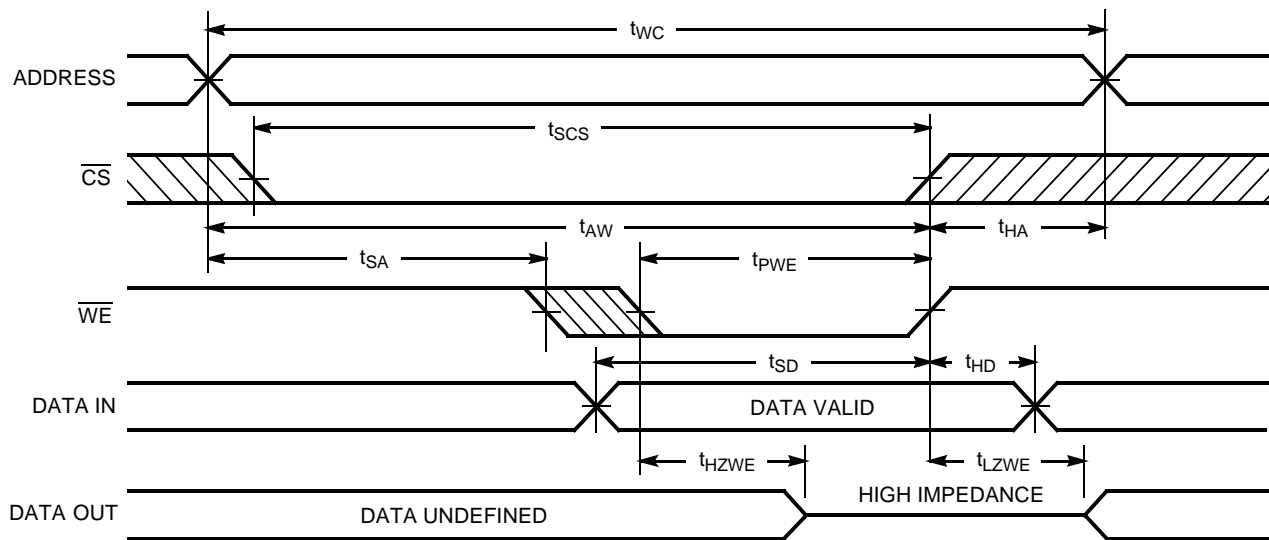 tWC
ADDRESS
tSCS
CS
tAW
tHA
tSA
tPWE
WE
tSD
tHD
DATA IN
DATA VALID
tHZWE
tLZWE
HIGH IMPEDANCE
DATA OUT
DATA UNDEFINED